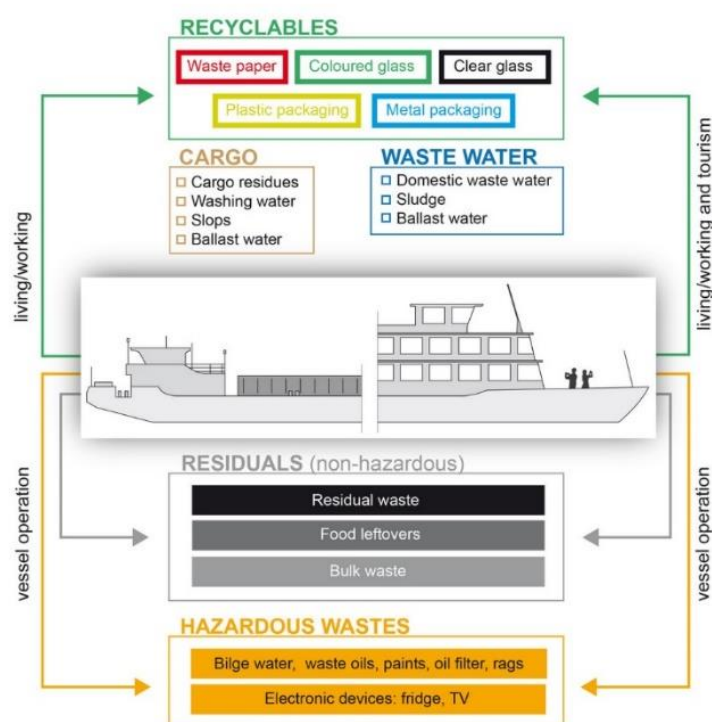 RECYCLABLES
Waste paper
Coloured glass
Clear glass
Plastic packaging
Metal packaging
CARGO
Cargo residues
Washing water
Slops
Ballast water
WASTE WATER
Domestic waste water
Sludge
Ballast water
living/working
living/working and tourism
RESIDUALS (non-hazardous)
Residual waste
Food leftovers
Bulk waste
vessel operation
vessel operation
HAZARDOUS WASTES
Bilge water, waste oils, paints, oil filter, rags
Electronic devices: fridge, TV